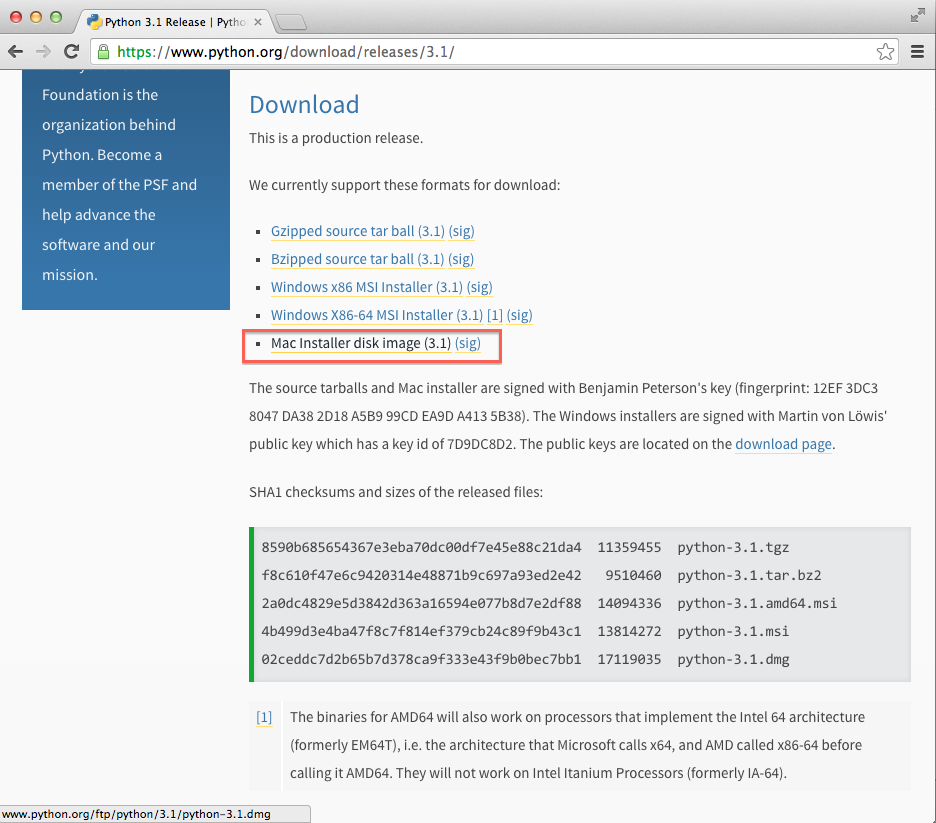 Python 3.1 Release | Pytho
https://www.python.org/download/releases/3.1/
Foundation is the
organization behind
Python. Become a
member of the PSF and
help advance the
software and our
mission.
Download
This is a production release.
We currently support these formats for download:
Gzipped source tar ball (3.1) (sig)
Bzipped source tar ball (3.1) (sig)
Windows x86 MSI Installer (3.1) (sig)
Windows X86-64 MSI Installer (3.1) [1] (sig)
Mac Installer disk image (3.1) (sig)
The source tarballs and Mac installer are signed with Benjamin Peterson's key (fingerprint: 12EF 3DC3
8047 DA38 2D18 A5B9 99CD EA9D A413 5B38). The Windows installers are signed with Martin von Löwis'
public key which has a key id of 7D9DC8D2. The public keys are located on the download page.
SHA1 checksums and sizes of the released files:
8590b685654367e3eba70dc00df7e45e88c21da4 11359455 python-3.1.tgz
f8c610f47e6c9420314e48871b9c697a93ed2e42 9510460 python-3.1.tar.bz2
2a0dc4829e5d3842d363a16594e077b8d7e2df88 14094336 python-3.1.amd64.msi
4b499d3e4ba47f8c7f814ef379cb24c89f9b43c1 13814272 python-3.1.msi
02ceddc7d2b65b7d378ca9f333e43f9b0bec7bb1 17119035 python-3.1.dmg
[1] The binaries for AMD64 will also work on processors that implement the Intel 64 architecture
(formerly EM64T), i.e. the architecture that Microsoft calls x64, and AMD called x86-64 before
calling it AMD64. They will not work on Intel Itanium Processors (formerly IA-64).
www.python.org/ftp/python/3.1/python-3.1.dmg